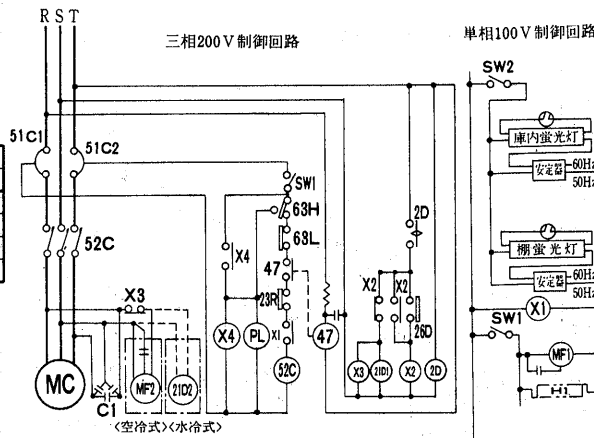 R S T
三相200V制御回路
単相100V制御回路
SW2
51C1
51C2
庫内蛍光灯
安定器
60Hz
50Hz
SW1
63H
2D
63L
52C
X4
47
棚蛍光灯
安定器
60Hz
50Hz
X2
X2
23R
26D
X3
X1
X1
SW1
X4
PL
47
52C
X3
21D1
X2
2D
MF1
MC
C1
MF2
21D2
H1
〈空冷式〉〈水冷式〉